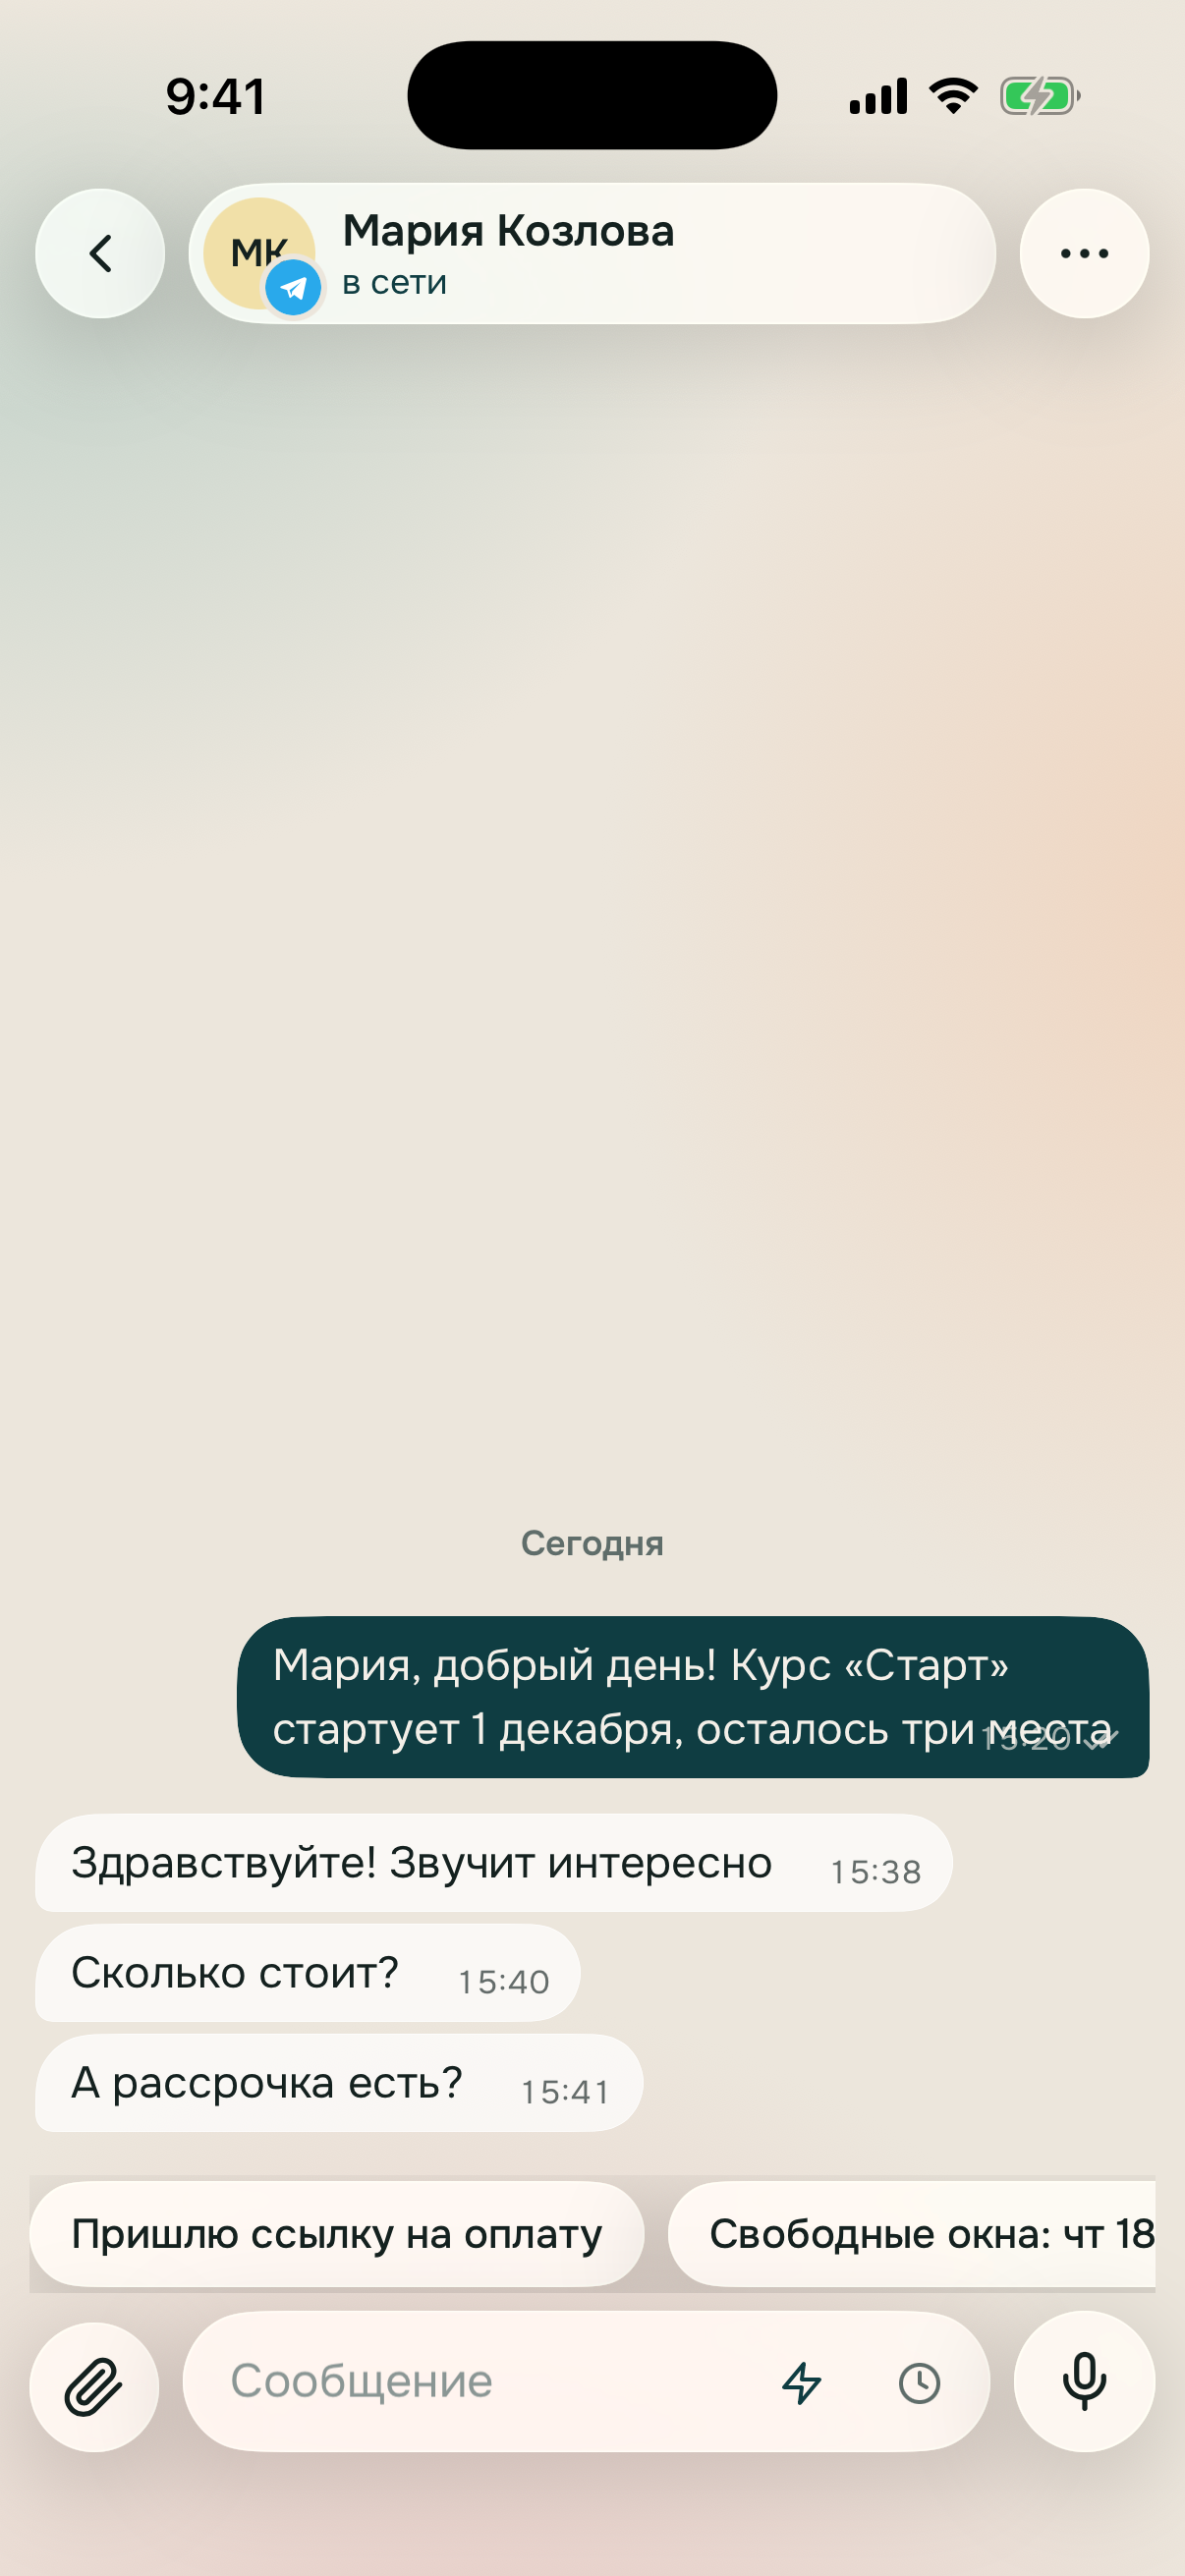 9:41
МК
Мария Козлова
в сети
Сегодня
Мария, добрый день! Курс «Старт»
стартует 1 декабря, осталось три места
15:20
Здравствуйте! Звучит интересно 15:38
Сколько стоит? 15:40
А рассрочка есть? 15:41
Пришлю ссылку на оплату
Свободные окна: чт 18
Сообщение